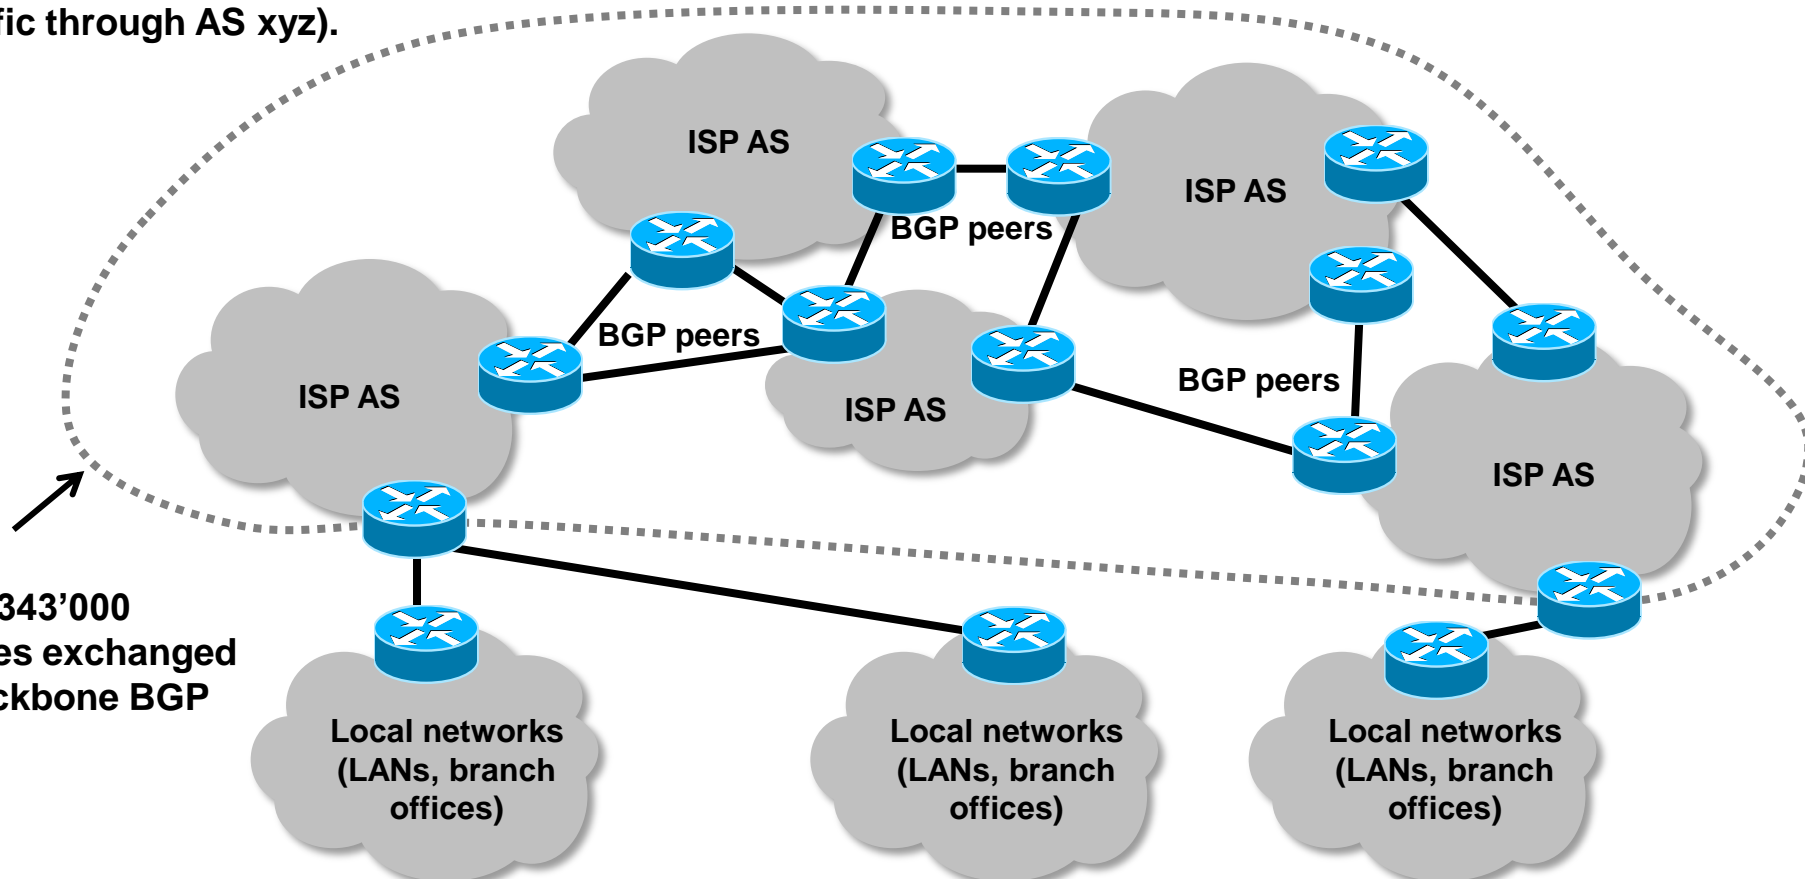 fic through AS xyz).
ISP AS
ISP AS
BGP peers
BGP peers
BGP peers
ISP AS
ISP AS
ISP AS
343’000
es exchanged
ckbone BGP
Local networks
(LANs, branch
offices)
Local networks
(LANs, branch
offices)
Local networks
(LANs, branch
offices)